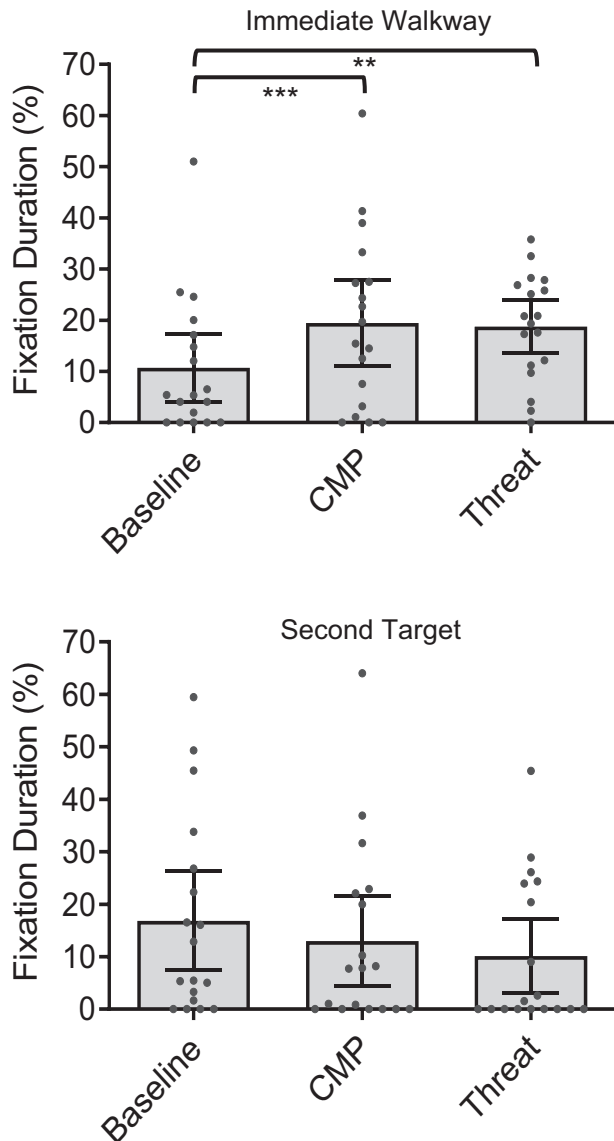 Immediate Walkway
**
***
Fixation Duration (%)
70
60
50
40
30
20
10
0
Baseline
CMP
Threat
Second Target
Fixation Duration (%)
70
60
50
40
30
20
10
0
Baseline
CMP
Threat